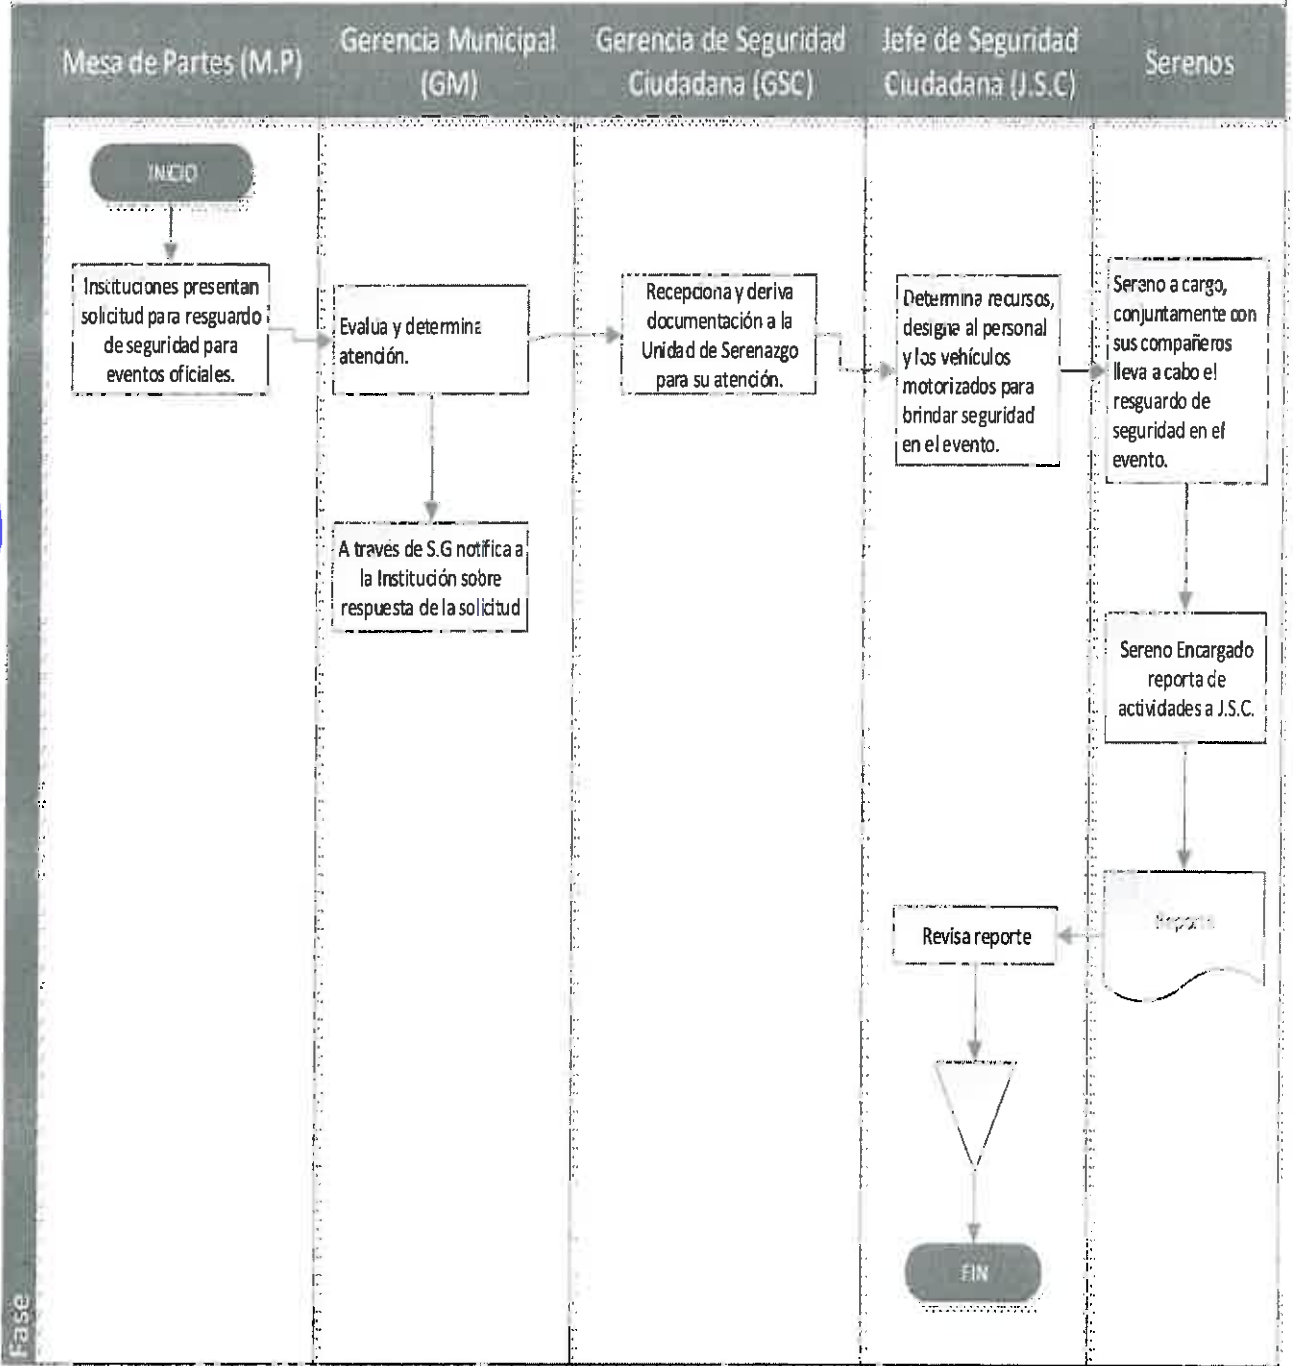 Mesa de Partes (M.P)
Gerencia Municipal
(GM)
Gerencia de Seguridad
Ciudadana (GSC)
Jefe de Seguridad
Ciudadana (J.S.C)
Serenos
INICIO
Instituciones presentan
solicitud para resguardo
de seguridad para
eventos oficiales.
Evalua y determina
atención.
Recepciona y deriva
documentación a la
Unidad de Serenazgo
para su atención.
Determina recursos,
designe al personal
y los vehículos
motorizados para
brindar seguridad
en el evento.
Sereno a cargo,
conjuntamente con
sus compañeros
lleva a cabo el
resguardo de
seguridad en el
evento.
A través de S.G notifica a
la Institución sobre
respuesta de la solicitud
Sereno Encargado
reporta de
actividades a J.S.C.
Reporte
Revisa reporte
FIN
Fase